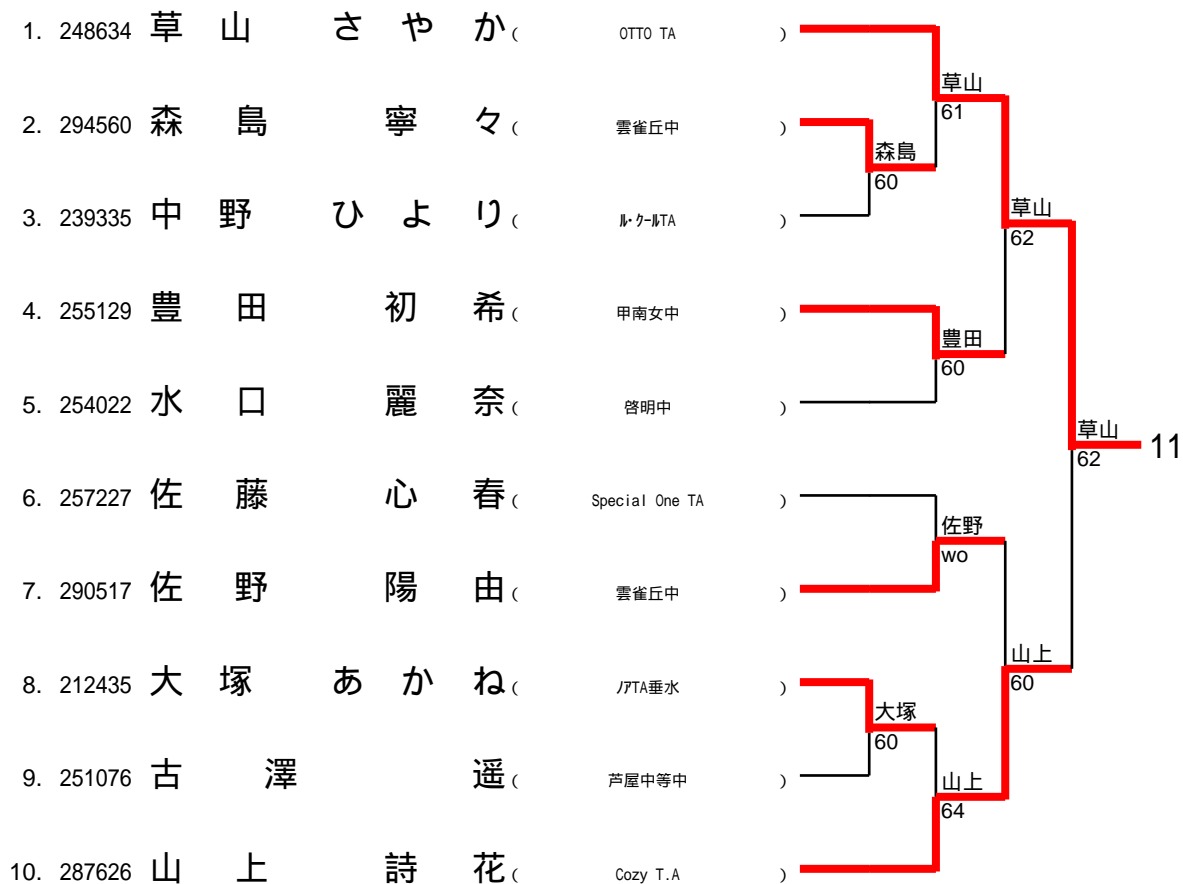 1. 248634 草山 さやか ( OTTO TA )
草山
61
2. 294560 森島 寧々 ( 雲雀丘中 )
森島
60
3. 239335 中野 ひより ( ﾙ･ｸｰﾙTA )
草山
62
4. 255129 豊田 初希 ( 甲南女中 )
豊田
60
5. 254022 水口 麗奈 ( 啓明中 )
草山
62
11
6. 257227 佐藤 心春 ( Special One TA )
佐野
wo
7. 290517 佐野 陽由 ( 雲雀丘中 )
山上
60
8. 212435 大塚 あかね ( ﾉｱTA垂水 )
大塚
60
9. 251076 古澤 遥 ( 芦屋中等中 )
山上
64
10. 287626 山上 詩花 ( Cozy T.A )